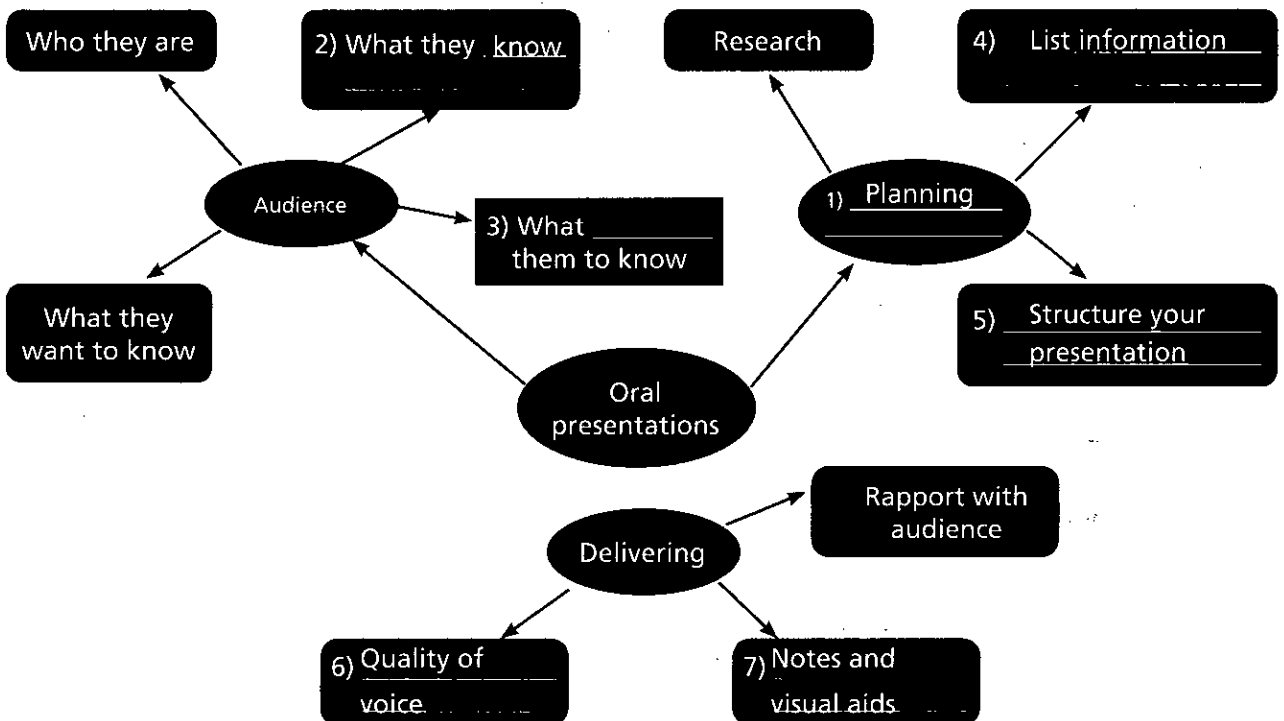 Who they are
2) What they know
Research
4) List information
Audience
1) Planning
3) What ______
them to know
What they
want to know
5) Structure your
presentation
Oral
presentations
Rapport with
audience
Delivering
6) Quality of
voice
7) Notes and
visual aids